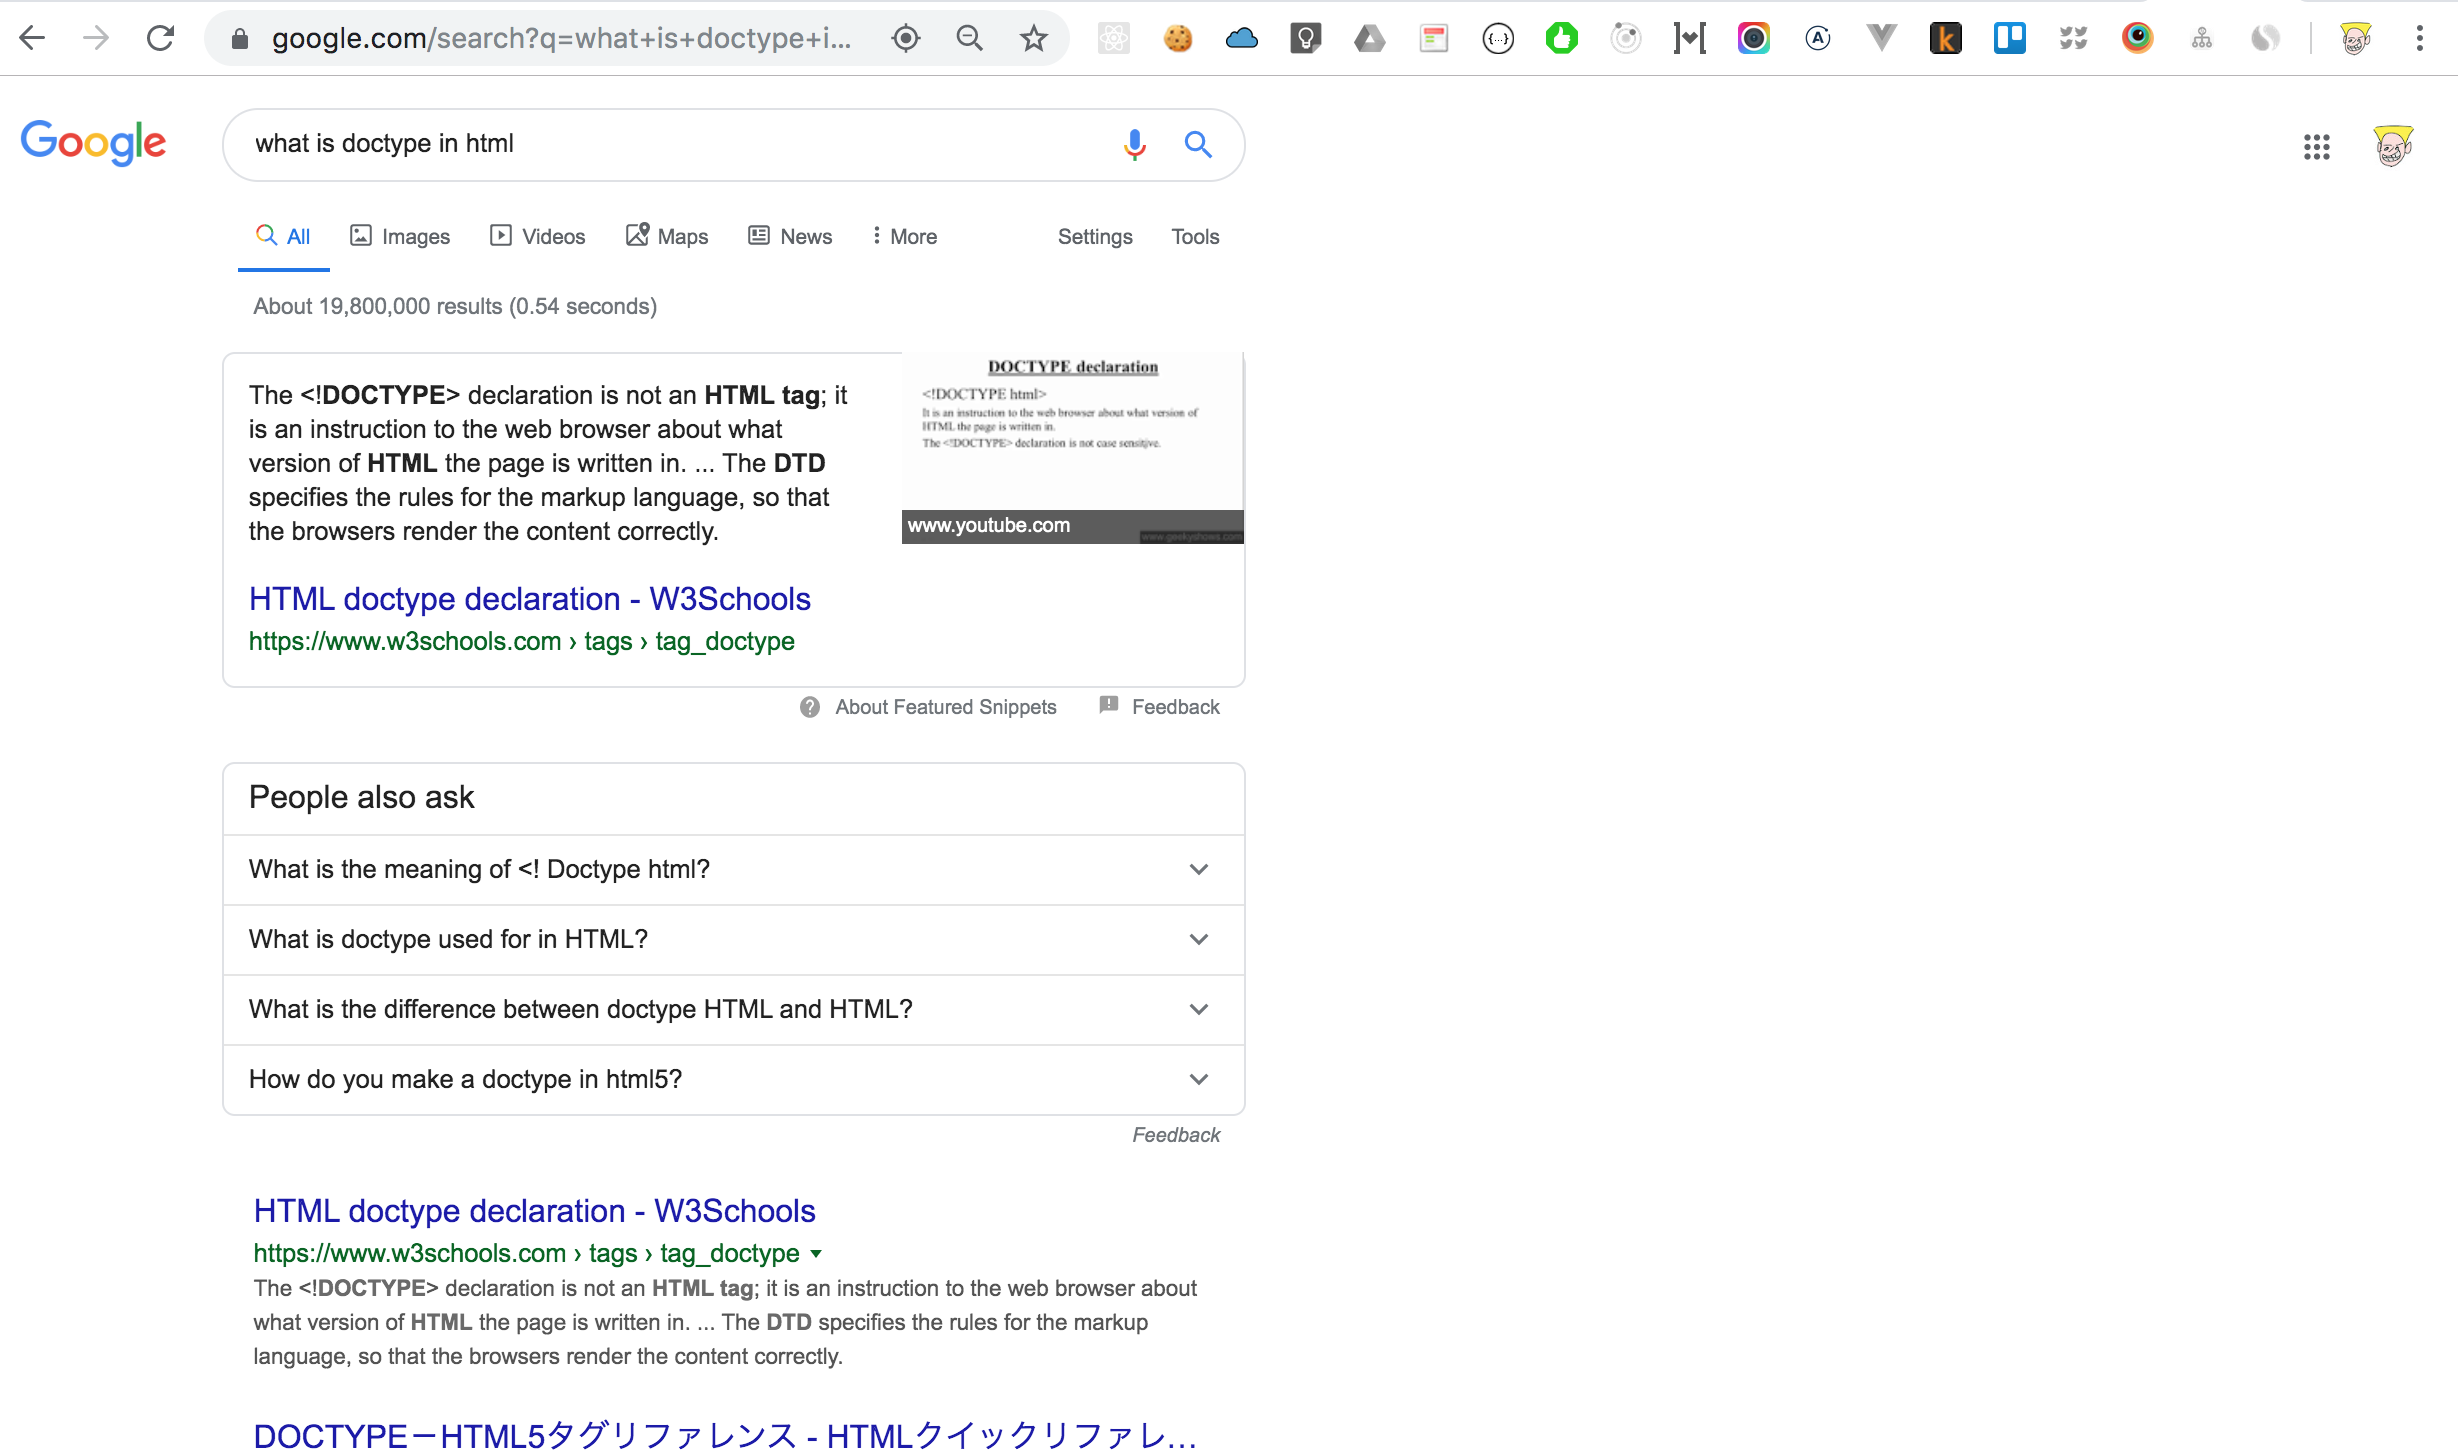 google.com/search?q=what+is+doctype+i...
Google
what is doctype in html
All Images Videos Maps News More Settings Tools
About 19,800,000 results (0.54 seconds)
The <!DOCTYPE> declaration is not an HTML tag; it
is an instruction to the web browser about what
version of HTML the page is written in. ... The DTD
specifies the rules for the markup language, so that
the browsers render the content correctly.
DOCTYPE declaration
<!DOCTYPE html>
It is an instruction to the web browser about what version of
HTML the page is written in.
The <!DOCTYPE> declaration is not case sensitive.
www.youtube.com
www.geekyshows.com
HTML doctype declaration - W3Schools
https://www.w3schools.com › tags › tag_doctype
About Featured Snippets Feedback
People also ask
What is the meaning of <! Doctype html?
What is doctype used for in HTML?
What is the difference between doctype HTML and HTML?
How do you make a doctype in html5?
Feedback
HTML doctype declaration - W3Schools
https://www.w3schools.com › tags › tag_doctype
The <!DOCTYPE> declaration is not an HTML tag; it is an instruction to the web browser about
what version of HTML the page is written in. ... The DTD specifies the rules for the markup
language, so that the browsers render the content correctly.
DOCTYPE－HTML5タグリファレンス - HTMLクイックリファレ...